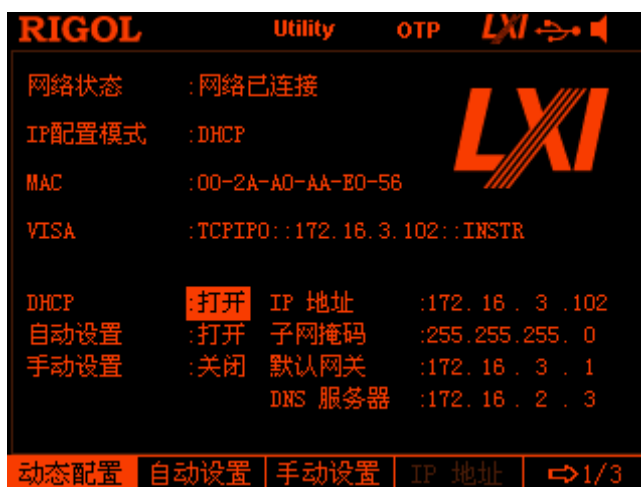 RIGOL Utility OTP LXI
LXI
网络状态 :网络已连接
IP配置模式 :DHCP
MAC :00-2A-A0-AA-E0-56
VISA :TCPIP0::172.16.3.102::INSTR
DHCP :打开 IP 地址 :172.16.3.102
自动设置 :打开 子网掩码 :255.255.255.0
手动设置 :关闭 默认网关 :172.16.3.1
DNS 服务器 :172.16.2.3
动态配置 自动设置 手动设置 IP 地址 ⇨1/3